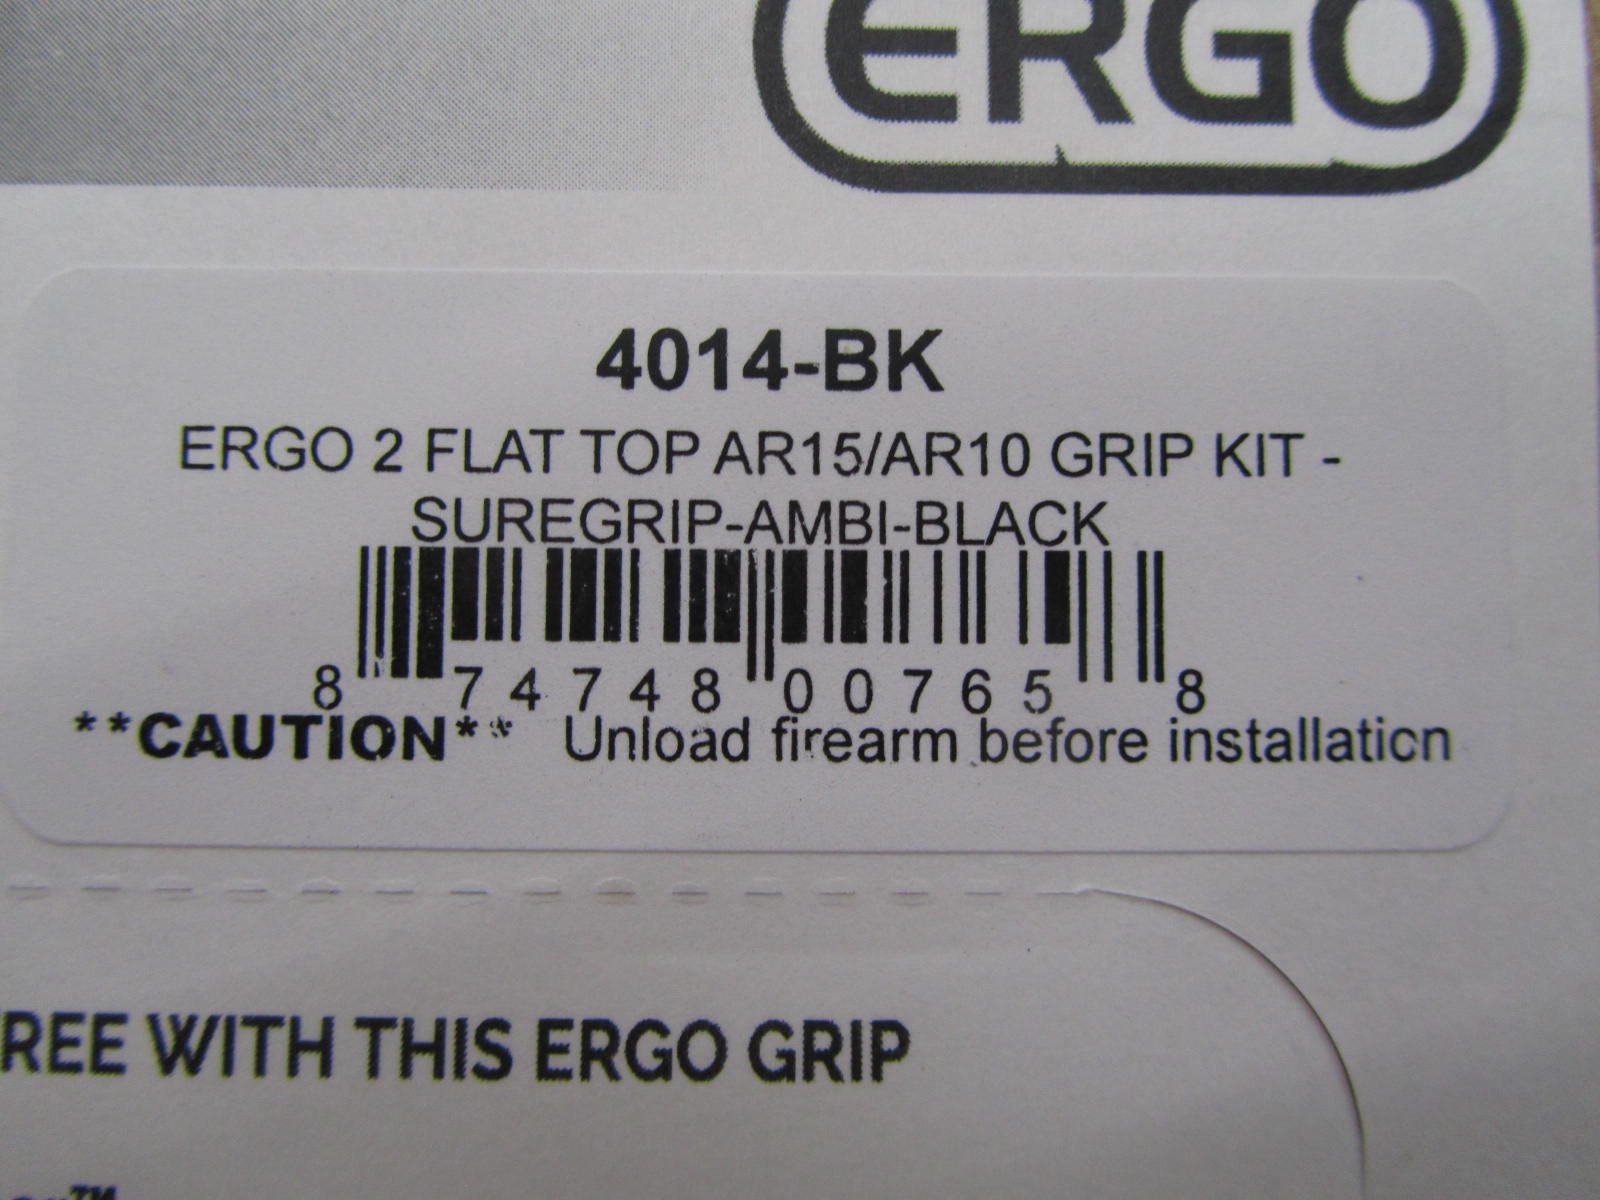 ERGO
4014-BK
ERGO 2 FLAT TOP AR15/AR10 GRIP KIT -
SUREGRIP-AMBI-BLACK
8 74748 00765 8
**CAUTION** Unload firearm before installation
REE WITH THIS ERGO GRIP
™